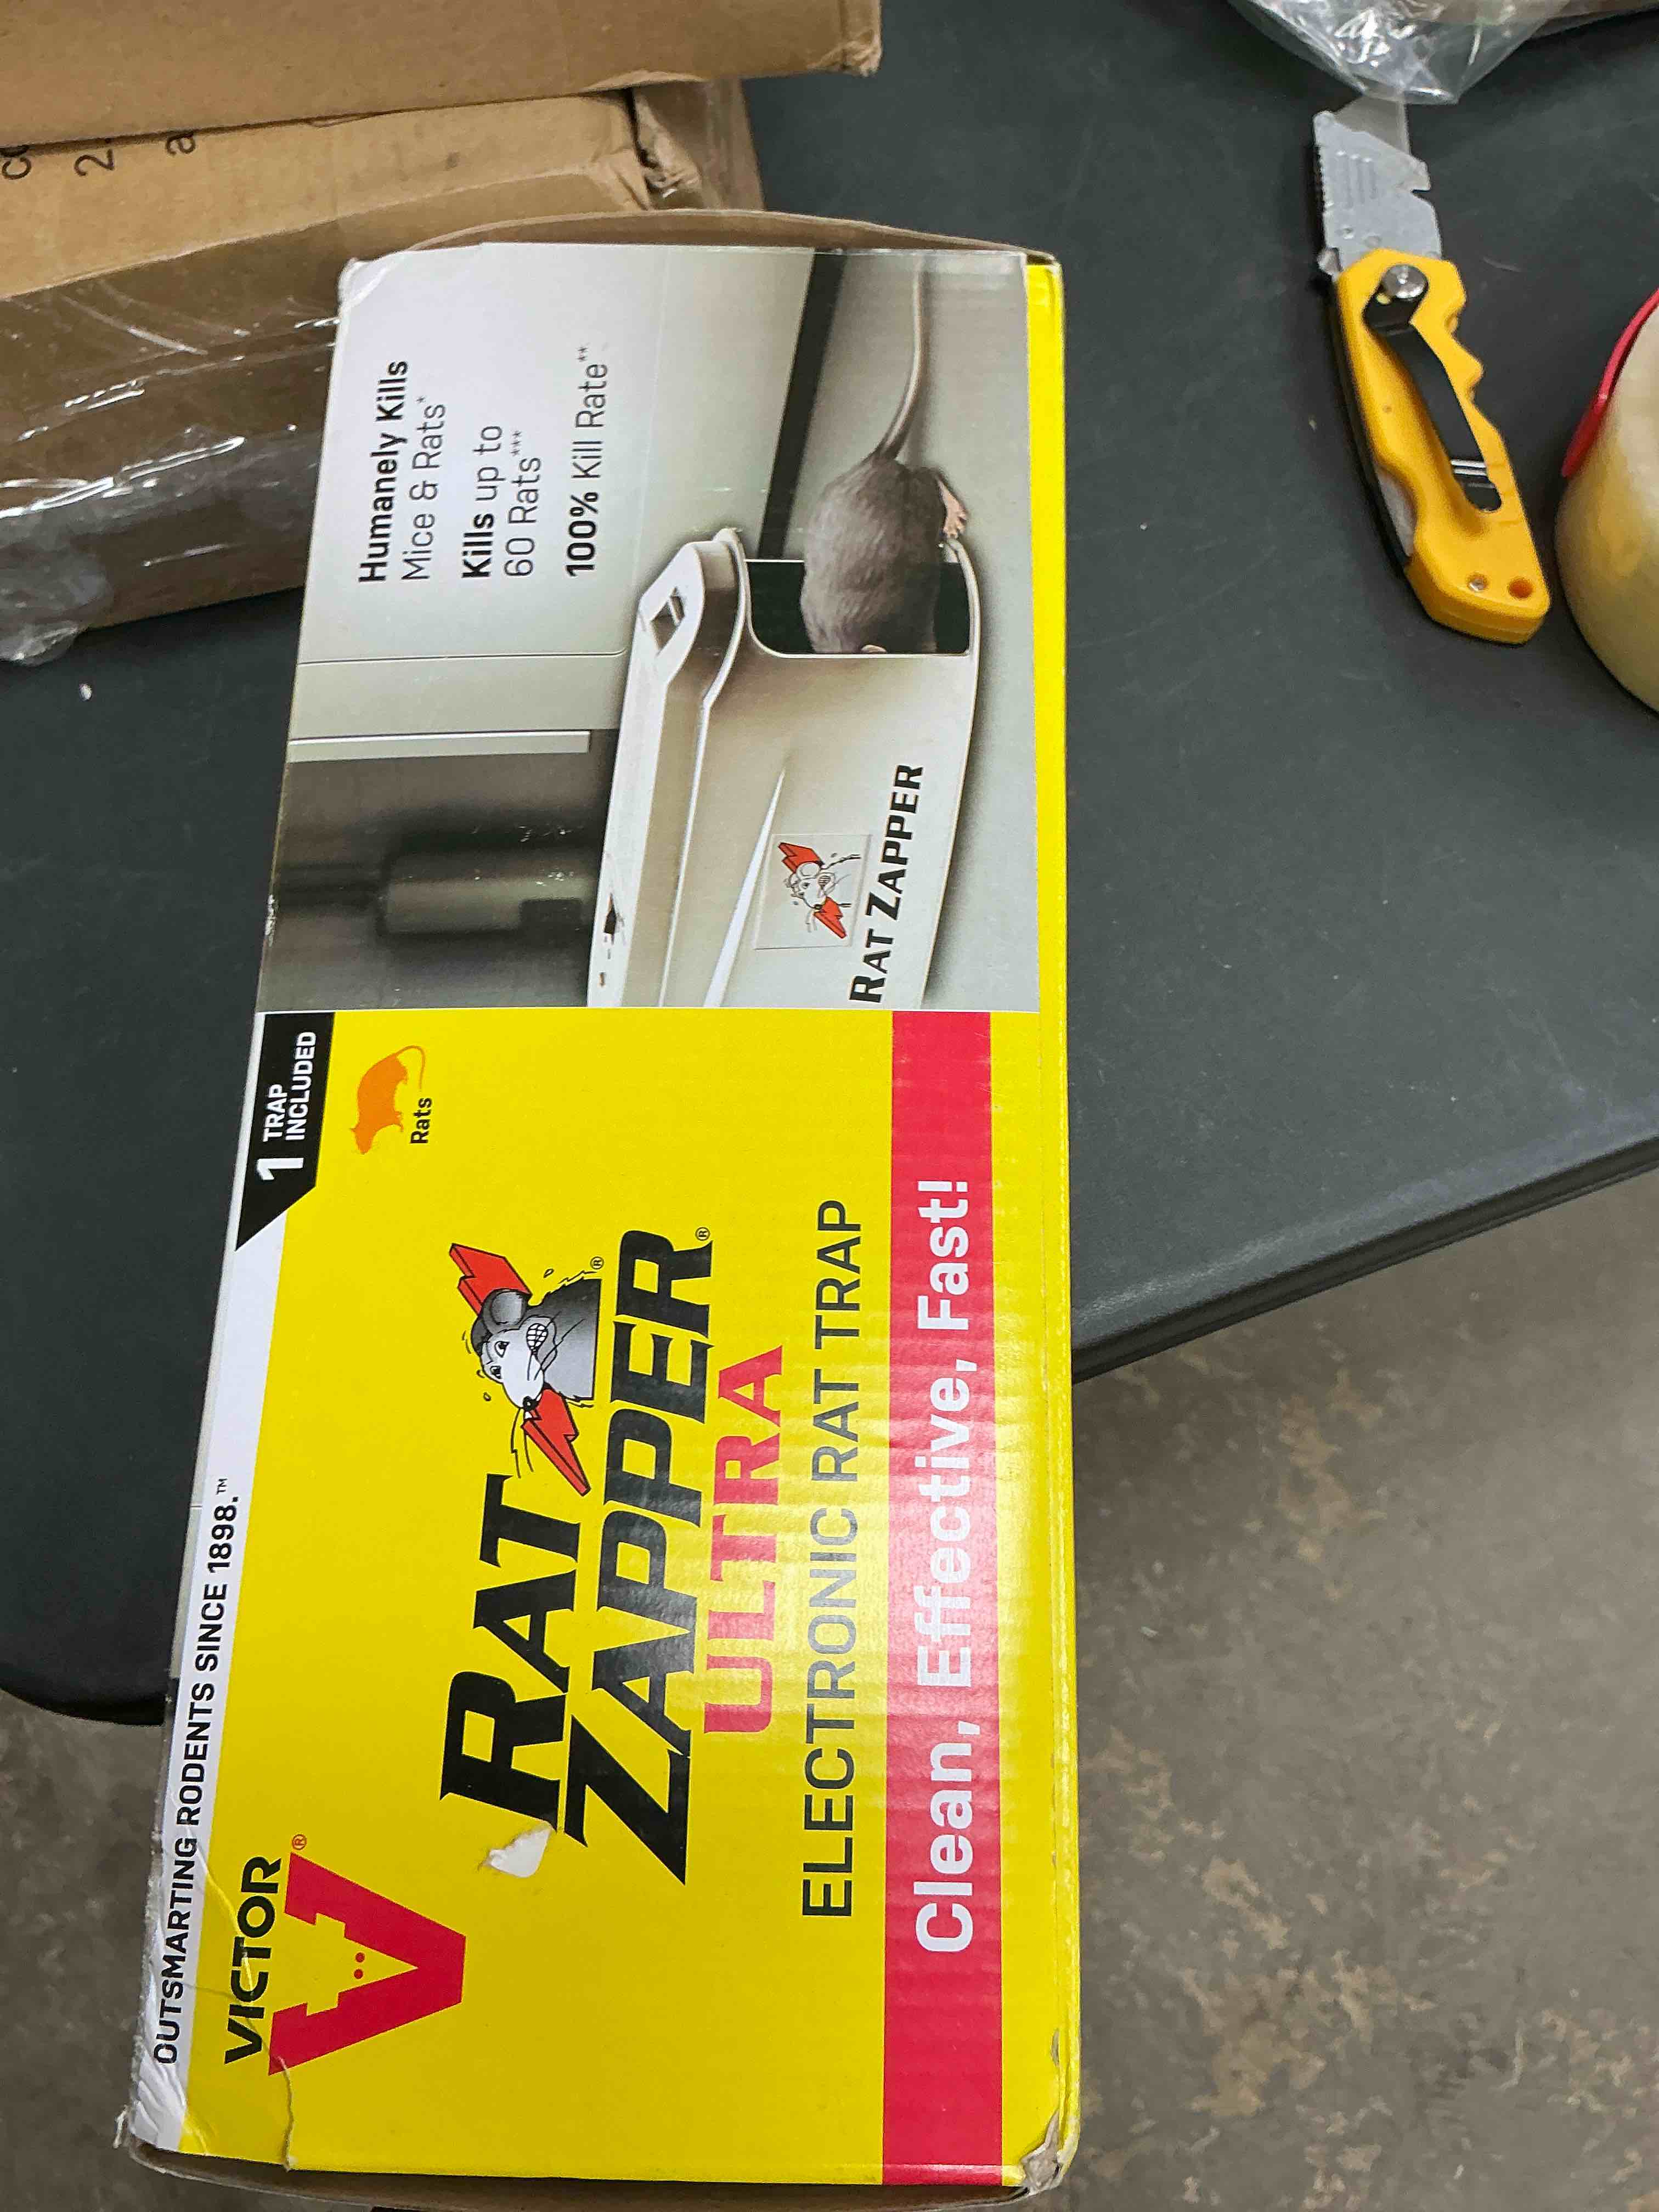 OUTSMARTING RODENTS SINCE 1898.™
VICTOR®
1 TRAP
INCLUDED
Rats
RAT
ZAPPER®
ULTRA
ELECTRONIC RAT TRAP
Clean, Effective, Fast!
Humanely Kills
Mice & Rats*
Kills up to
60 Rats***
100% Kill Rate**
RAT ZAPPER
2.
a